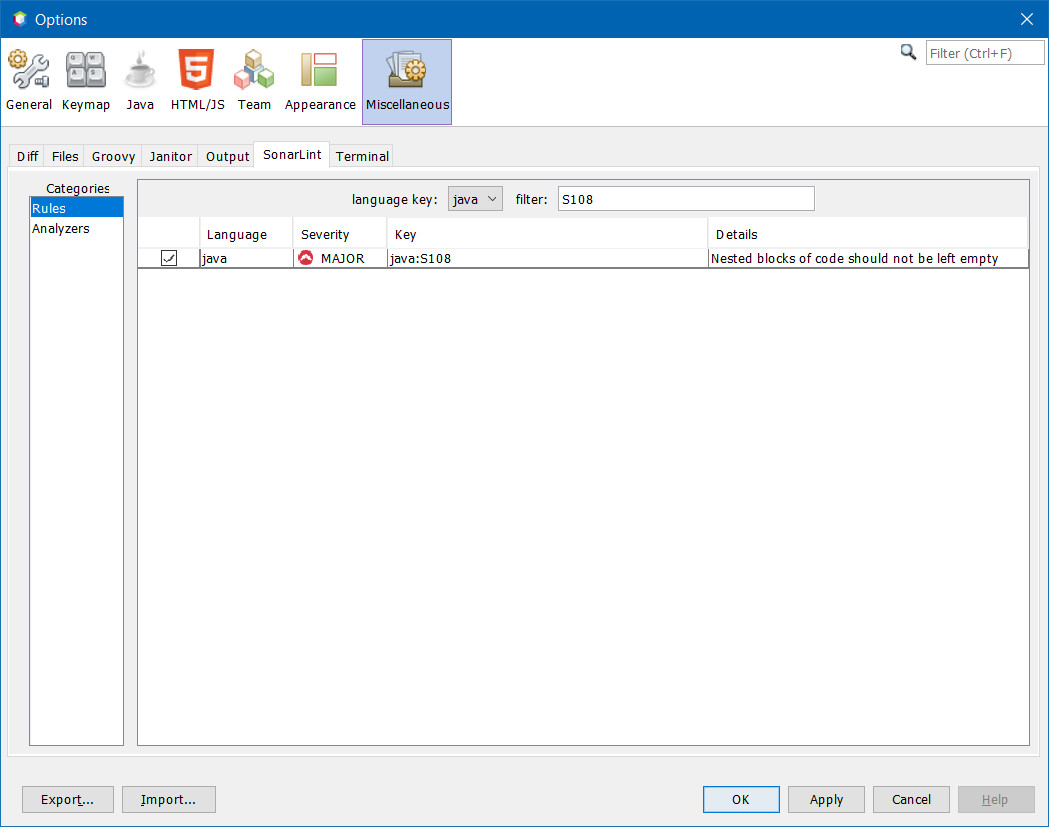 Options
General Keymap Java HTML/JS Team Appearance Miscellaneous
Filter (Ctrl+F)
Diff Files Groovy Janitor Output SonarLint Terminal
Categories
Rules
Analyzers
language key: java filter: S108
Language Severity Key Details
java MAJOR java:S108 Nested blocks of code should not be left empty
Export... Import... OK Apply Cancel Help